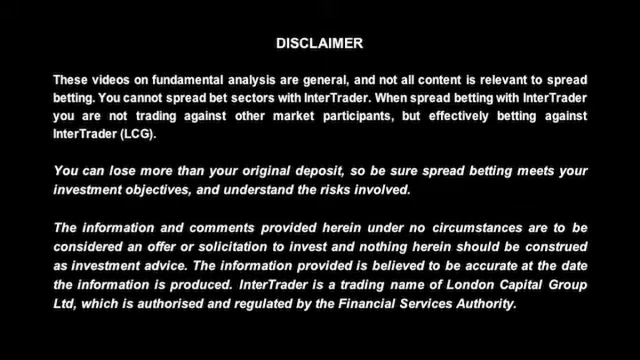 DISCLAIMER
These videos on fundamental analysis are general, and not all content is relevant to spread
betting. You cannot spread bet sectors with InterTrader. When spread betting with InterTrader
you are not trading against other market participants, but effectively betting against
InterTrader (LCG).
You can lose more than your original deposit, so be sure spread betting meets your
investment objectives, and understand the risks involved.
The information and comments provided herein under no circumstances are to be
considered an offer or solicitation to invest and nothing herein should be construed
as investment advice. The information provided is believed to be accurate at the date
the information is produced. InterTrader is a trading name of London Capital Group
Ltd, which is authorised and regulated by the Financial Services Authority.